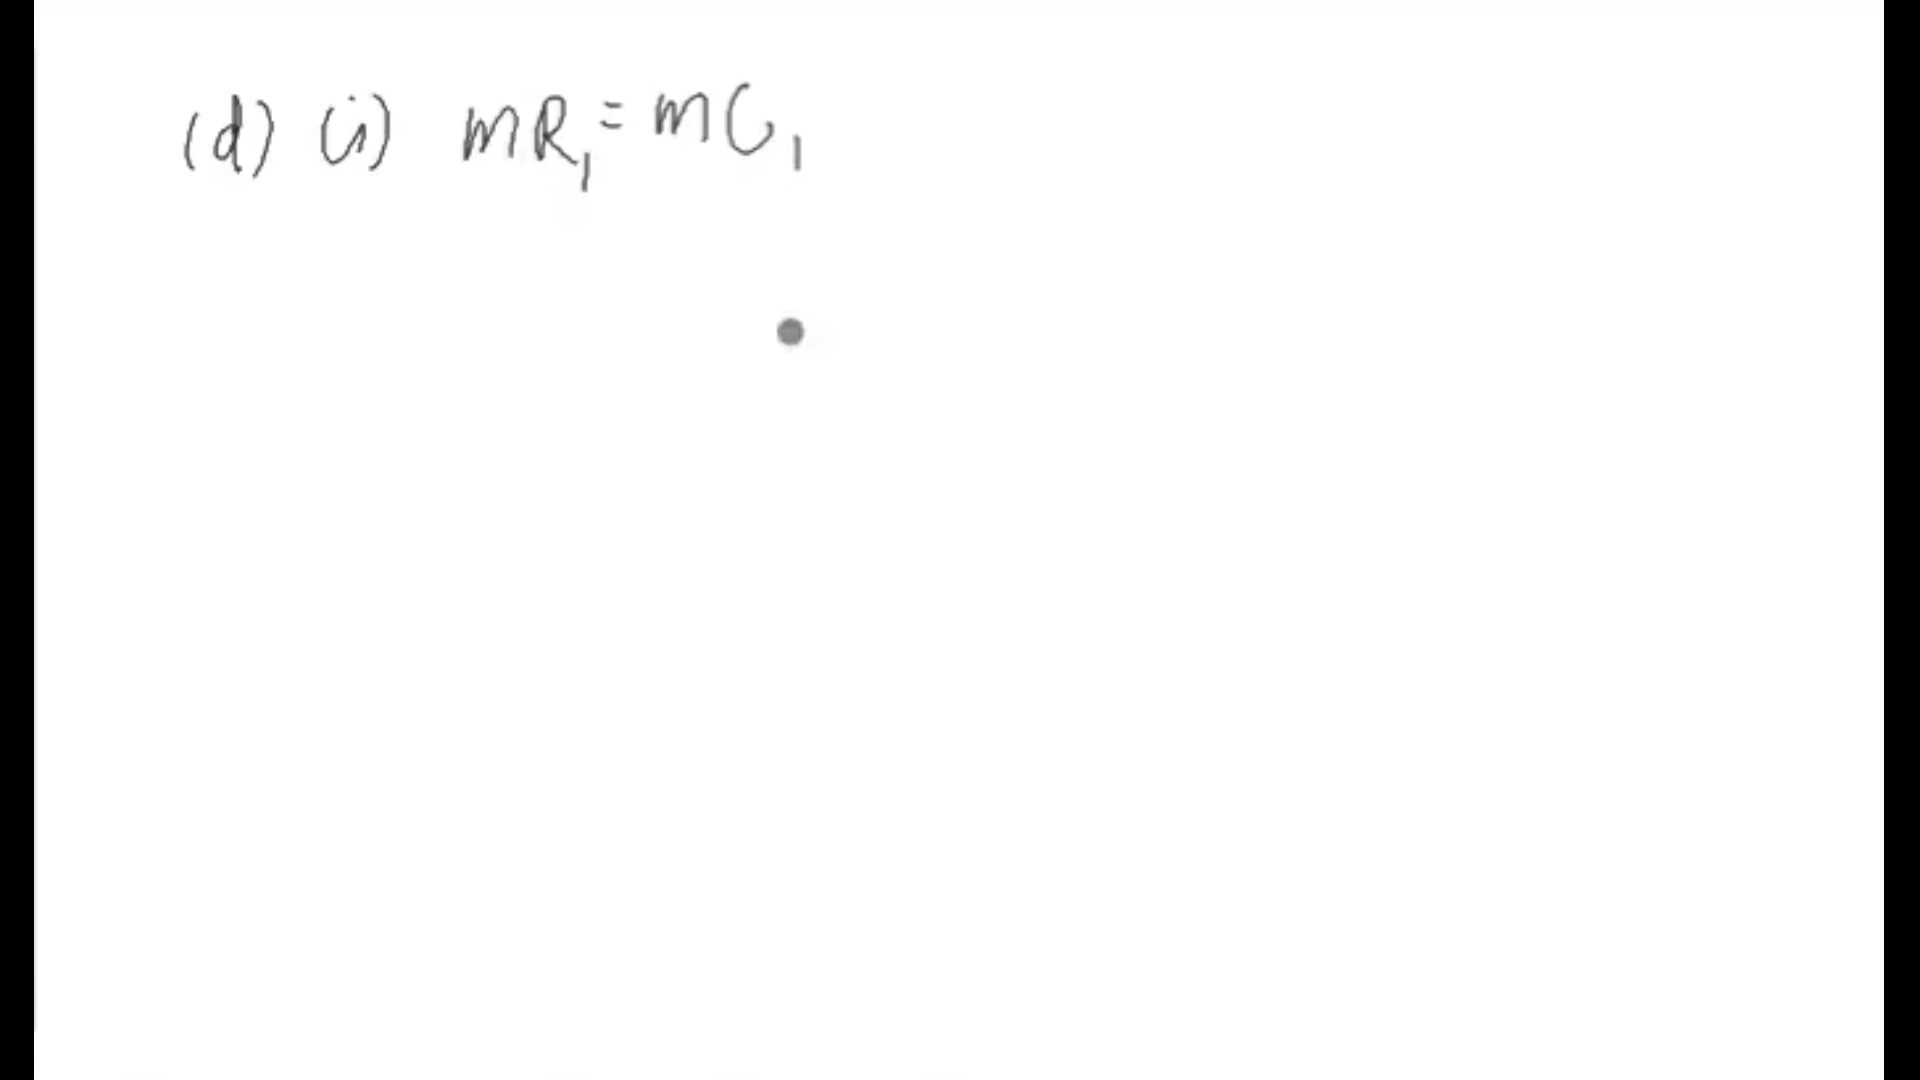 (d) (i) MR₁ = MC₁